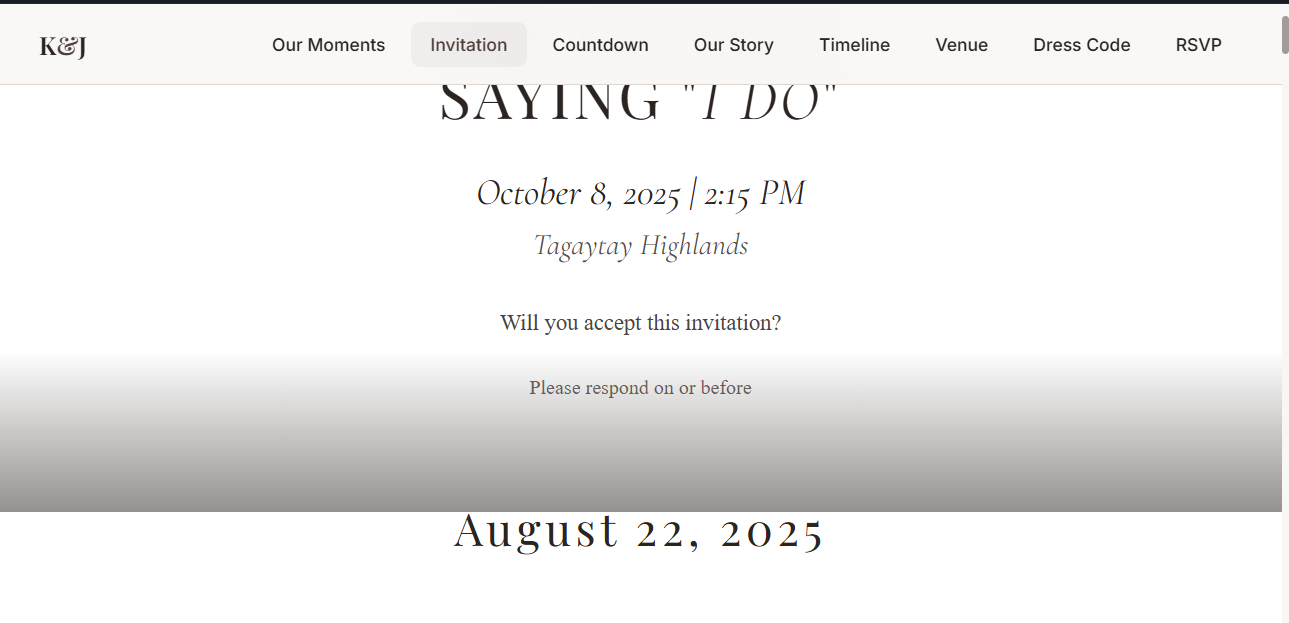 K&J
Our Moments Invitation Countdown Our Story Timeline Venue Dress Code RSVP
SAYING "I DO"
October 8, 2025 | 2:15 PM
Tagaytay Highlands
Will you accept this invitation?
Please respond on or before
August 22, 2025